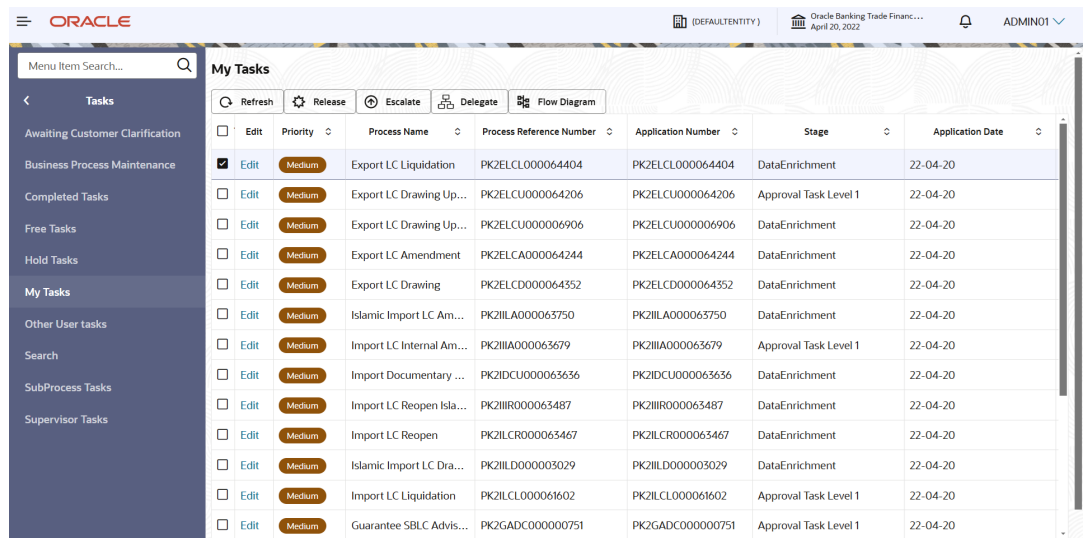 ORACLE
(DEFAULTENTITY)
Oracle Banking Trade Financ...
April 20, 2022
ADMIN01
Menu Item Search...
Tasks
Awaiting Customer Clarification
Business Process Maintenance
Completed Tasks
Free Tasks
Hold Tasks
My Tasks
Other User tasks
Search
SubProcess Tasks
Supervisor Tasks
My Tasks
Refresh Release Escalate Delegate Flow Diagram
Edit Priority Process Name Process Reference Number Application Number Stage Application Date
Edit Medium Export LC Liquidation PK2ELCL000064404 PK2ELCL000064404 DataEnrichment 22-04-20
Edit Medium Export LC Drawing Up... PK2ELCU000064206 PK2ELCU000064206 Approval Task Level 1 22-04-20
Edit Medium Export LC Drawing Up... PK2ELCU000006906 PK2ELCU000006906 DataEnrichment 22-04-20
Edit Medium Export LC Amendment PK2ELCA000064244 PK2ELCA000064244 DataEnrichment 22-04-20
Edit Medium Export LC Drawing PK2ELCD000064352 PK2ELCD000064352 DataEnrichment 22-04-20
Edit Medium Islamic Import LC Am... PK2IILA000063750 PK2IILA000063750 DataEnrichment 22-04-20
Edit Medium Import LC Internal Am... PK2IIIA000063679 PK2IIIA000063679 Approval Task Level 1 22-04-20
Edit Medium Import Documentary ... PK2IDCU000063636 PK2IDCU000063636 DataEnrichment 22-04-20
Edit Medium Import LC Reopen Isla... PK2IIIR000063487 PK2IIIR000063487 DataEnrichment 22-04-20
Edit Medium Import LC Reopen PK2ILCR000063467 PK2ILCR000063467 DataEnrichment 22-04-20
Edit Medium Islamic Import LC Dra... PK2IILD000003029 PK2IILD000003029 DataEnrichment 22-04-20
Edit Medium Import LC Liquidation PK2ILCL000061602 PK2ILCL000061602 Approval Task Level 1 22-04-20
Edit Medium Guarantee SBLC Advis... PK2GADC000000751 PK2GADC000000751 Approval Task Level 1 22-04-20